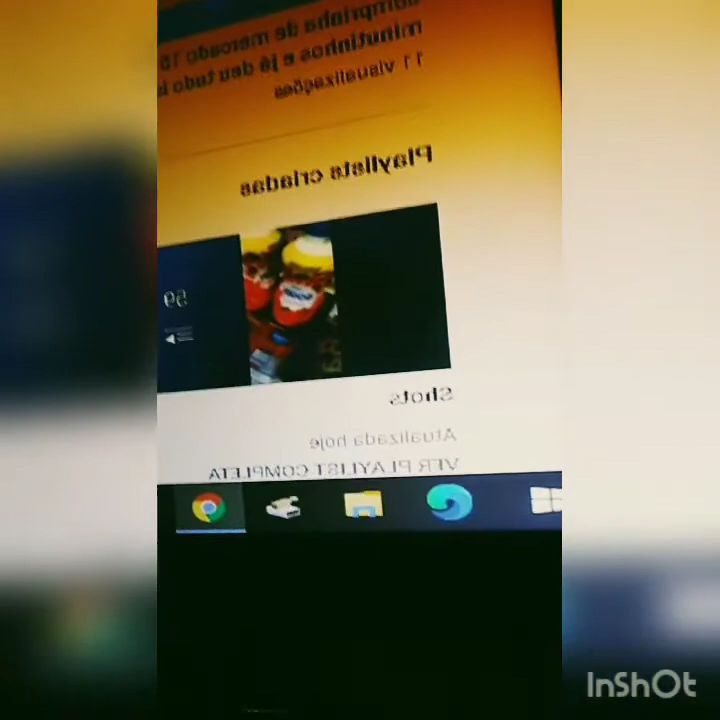 comprinha de mercado 15
minutinhos e já deu tudo i
11 visualizações
Playlists criadas
59
Shots
Atualizada hoje
VER PLAYLIST COMPLETA
InShOt